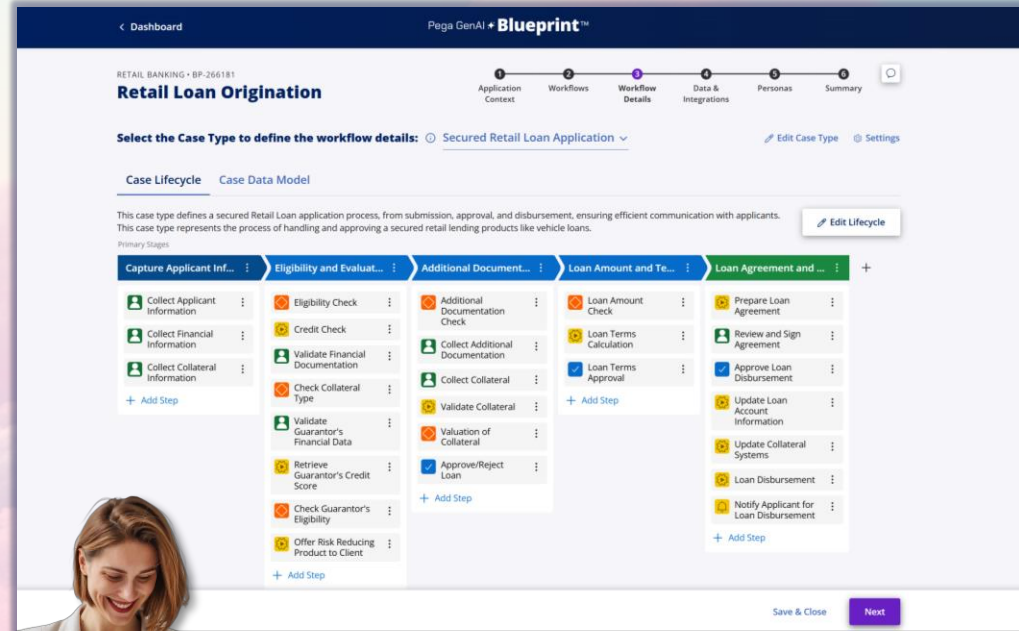 Dashboard
Pega GenAI Blueprint™
RETAIL BANKING • BP-266181
Retail Loan Origination
1
2
3
4
5
6
Application
Context
Workflows
Workflow
Details
Data &
Integrations
Personas
Summary
Select the Case Type to define the workflow details:
Secured Retail Loan Application
Edit Case Type
Settings
Case Lifecycle
Case Data Model
This case type defines a secured Retail Loan application process, from submission, approval, and disbursement, ensuring efficient communication with applicants.
This case type represents the process of handling and approving a secured retail lending products like vehicle loans.
Edit Lifecycle
Primary Stages
Capture Applicant Inf...
Collect Applicant
Information
Collect Financial
Information
Collect Collateral
Information
+ Add Step
Eligibility and Evaluat...
Eligibility Check
Credit Check
Validate Financial
Documentation
Check Collateral
Type
Validate
Guarantor's
Financial Data
Retrieve
Guarantor's Credit
Score
Check Guarantor's
Eligibility
Offer Risk Reducing
Product to Client
+ Add Step
Additional Document...
Additional
Documentation
Check
Collect Additional
Documentation
Collect Collateral
Validate Collateral
Valuation of
Collateral
Approve/Reject
Loan
+ Add Step
Loan Amount and Te...
Loan Amount
Check
Loan Terms
Calculation
Loan Terms
Approval
+ Add Step
Loan Agreement and ...
Prepare Loan
Agreement
Review and Sign
Agreement
Approve Loan
Disbursement
Update Loan
Account
Information
Update Collateral
Systems
Loan Disbursement
Notify Applicant for
Loan Disbursement
+ Add Step
Save & Close
Next